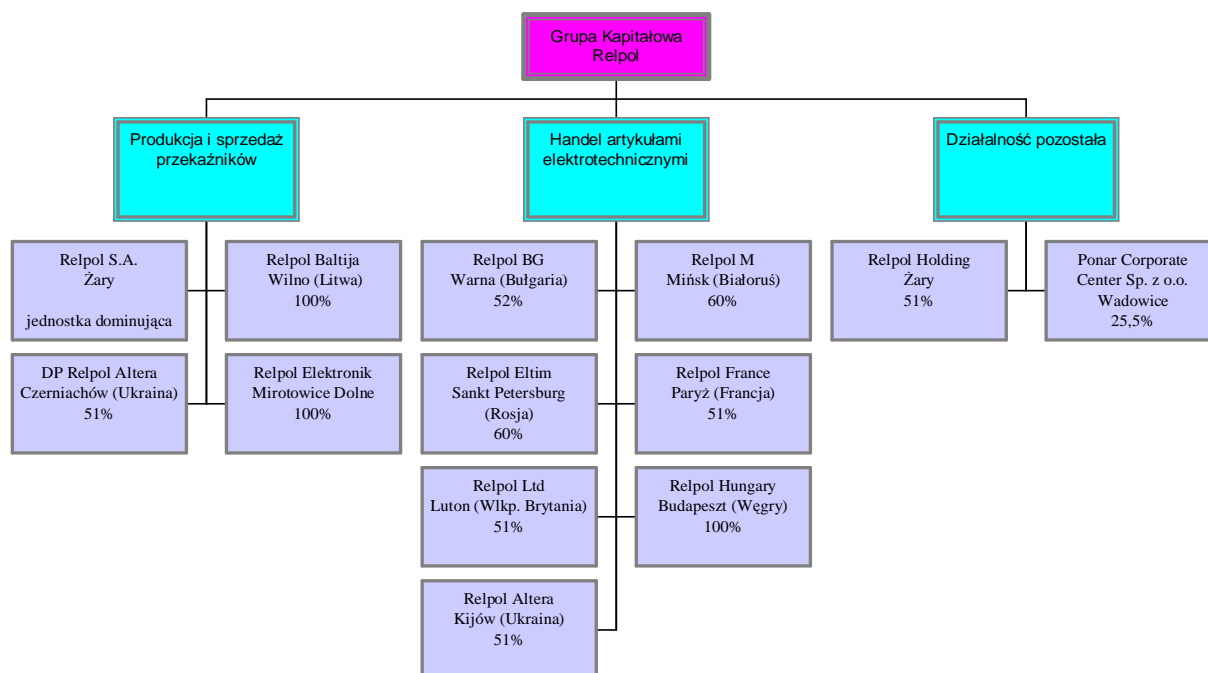 Grupa Kapitałowa
Relpol
Produkcja i sprzedaż
przekaźników
Handel artykułami
elektrotechnicznymi
Działalność pozostała
Relpol S.A.
Żary
jednostka dominująca
Relpol Baltija
Wilno (Litwa)
100%
Relpol BG
Warna (Bułgaria)
52%
Relpol M
Mińsk (Białoruś)
60%
Relpol Holding
Żary
51%
Ponar Corporate
Center Sp. z o.o.
Wadowice
25,5%
DP Relpol Altera
Czerniachów (Ukraina)
51%
Relpol Elektronik
Mirotowice Dolne
100%
Relpol Eltim
Sankt Petersburg
(Rosja)
60%
Relpol France
Paryż (Francja)
51%
Relpol Ltd
Luton (Wlkp. Brytania)
51%
Relpol Hungary
Budapeszt (Węgry)
100%
Relpol Altera
Kijów (Ukraina)
51%